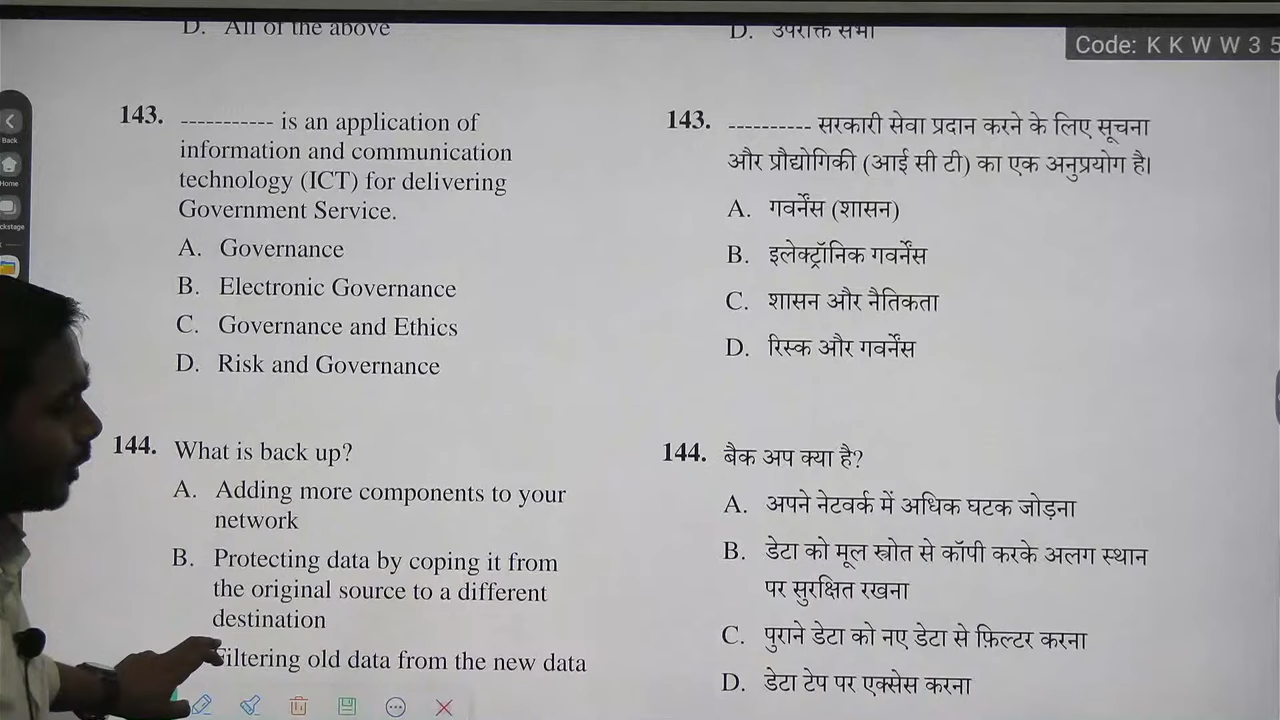 D. All of the above
D. उपरोक्त सभी
Code: K K W W 3 5
Back
Home
ckstage
143. ----------- is an application of
information and communication
technology (ICT) for delivering
Government Service.
A. Governance
B. Electronic Governance
C. Governance and Ethics
D. Risk and Governance
144. What is back up?
A. Adding more components to your
network
B. Protecting data by coping it from
the original source to a different
destination
Filtering old data from the new data
143. ---------- सरकारी सेवा प्रदान करने के लिए सूचना
और प्रौद्योगिकी (आई सी टी) का एक अनुप्रयोग है।
A. गवर्नेंस (शासन)
B. इलेक्ट्रॉनिक गवर्नेंस
C. शासन और नैतिकता
D. रिस्क और गवर्नेंस
144. बैक अप क्या है?
A. अपने नेटवर्क में अधिक घटक जोड़ना
B. डेटा को मूल स्त्रोत से कॉपी करके अलग स्थान
पर सुरक्षित रखना
C. पुराने डेटा को नए डेटा से फ़िल्टर करना
D. डेटा टेप पर एक्सेस करना